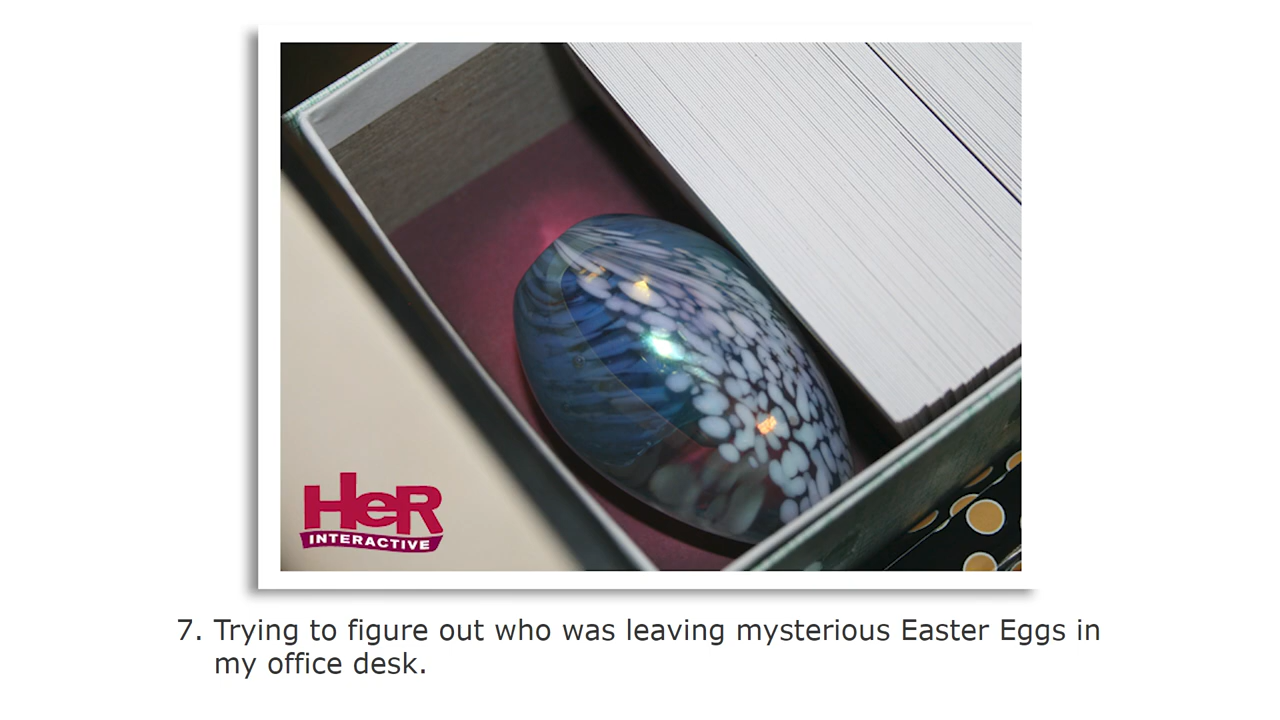 HeR
INTERACTIVE
7. Trying to figure out who was leaving mysterious Easter Eggs in
my office desk.